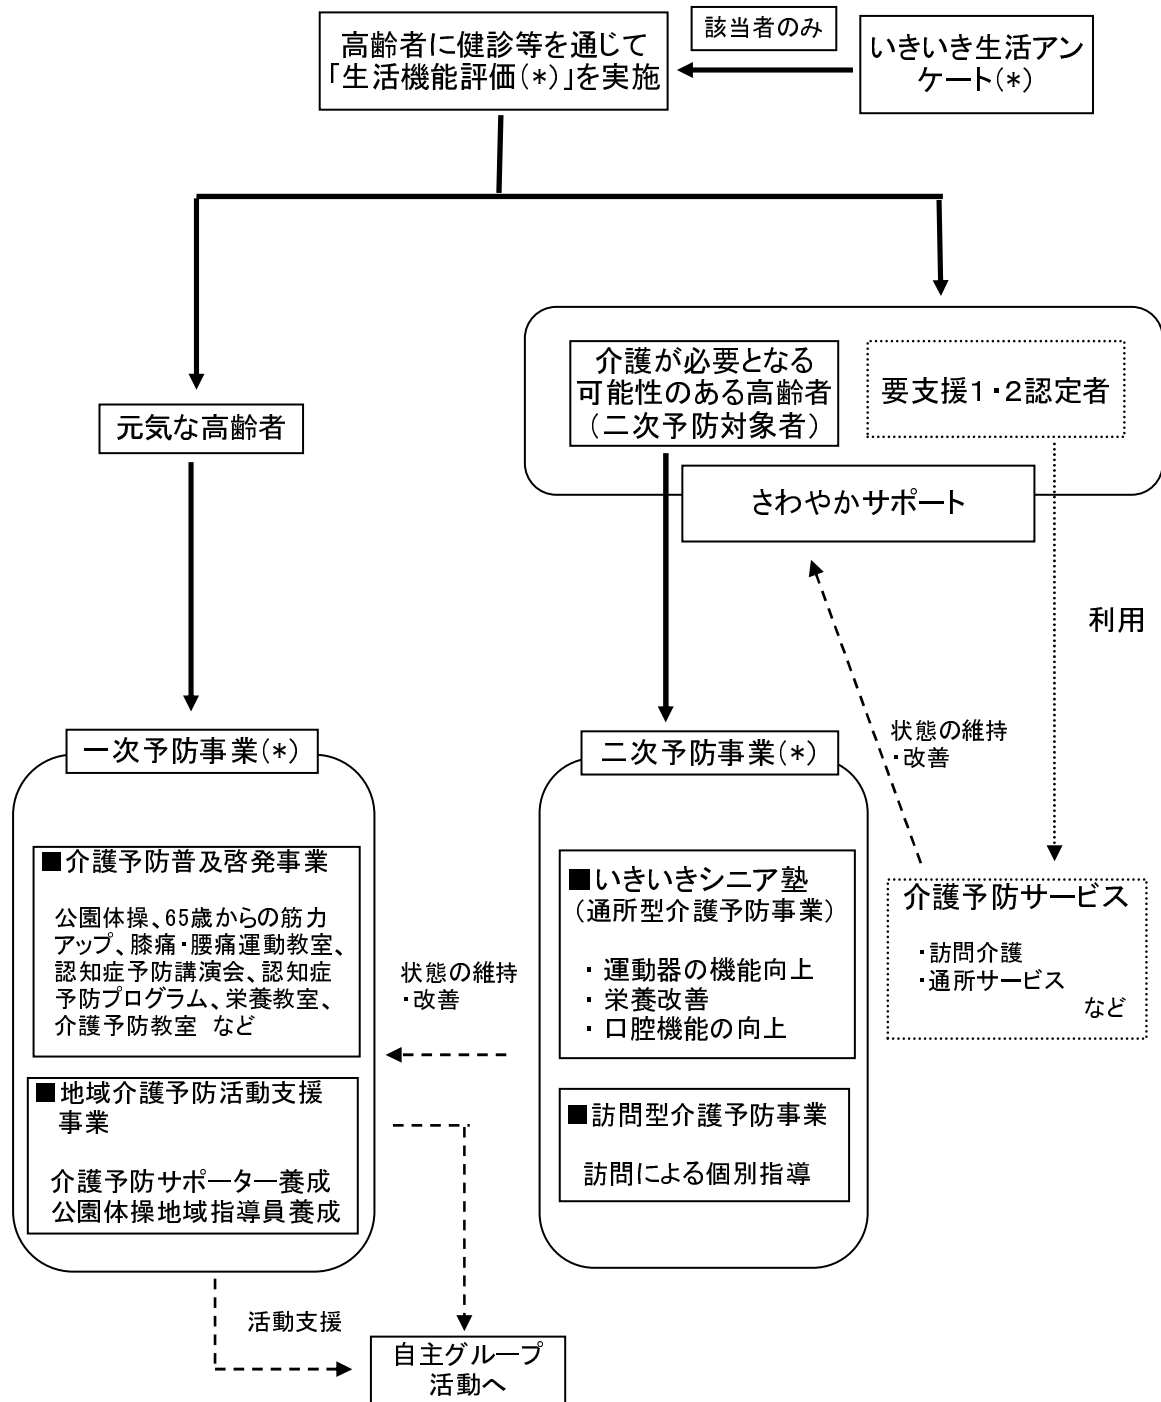 高齢者に健診等を通じて
「生活機能評価(*)」を実施
該当者のみ
いきいき生活アン
ケート(*)
元気な高齢者
介護が必要となる
可能性のある高齢者
(二次予防対象者)
要支援1・2認定者
さわやかサポート
利用
一次予防事業(*)
■介護予防普及啓発事業
公園体操、65歳からの筋力
アップ、膝痛・腰痛運動教室、
認知症予防講演会、認知症
予防プログラム、栄養教室、
介護予防教室 など
■地域介護予防活動支援
事業
介護予防サポーター養成
公園体操地域指導員養成
状態の維持
・改善
二次予防事業(*)
■いきいきシニア塾
(通所型介護予防事業)
・運動器の機能向上
・栄養改善
・口腔機能の向上
■訪問型介護予防事業
訪問による個別指導
状態の維持
・改善
介護予防サービス
・訪問介護
・通所サービス
など
活動支援
自主グループ
活動へ